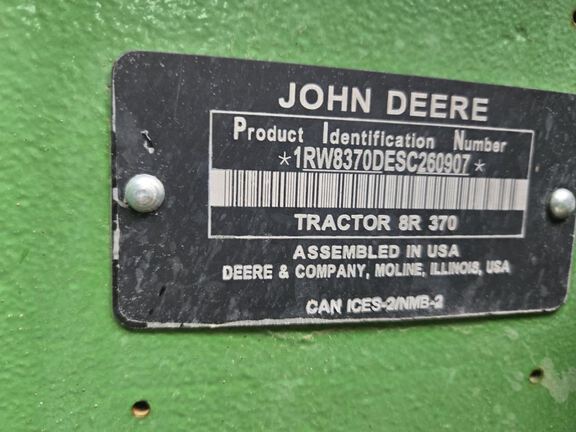 JOHN DEERE
Product Identification Number
*1RW8370DESC260907*
TRACTOR 8R 370
ASSEMBLED IN USA
DEERE & COMPANY, MOLINE, ILLINOIS, USA
CAN ICES-2/NMB-2